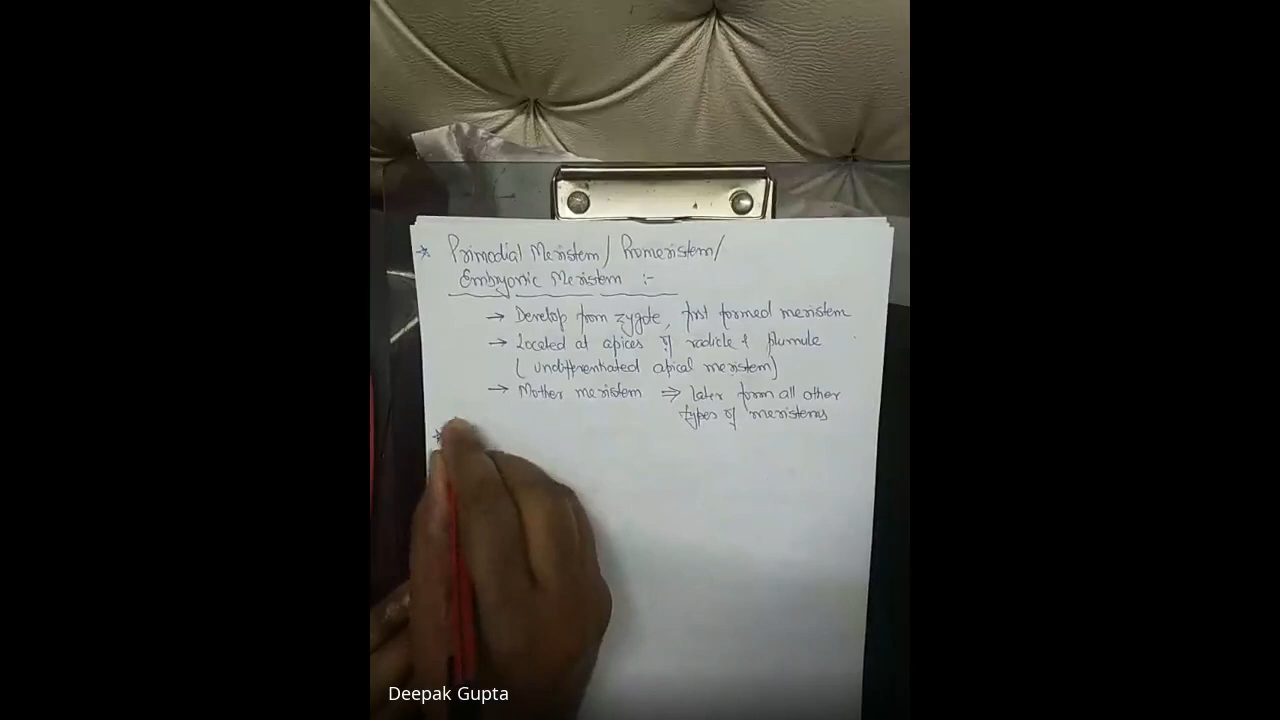 ☆ Primodial Meristem / Promeristem /
Embryonic Meristem :-
→ Develop from zygote, first formed meristem
→ Located at apices of radicle & plumule
( undifferentiated apical meristem)
→ Mother meristem ⇒ later form all other
types of meristems
☆
Deepak Gupta